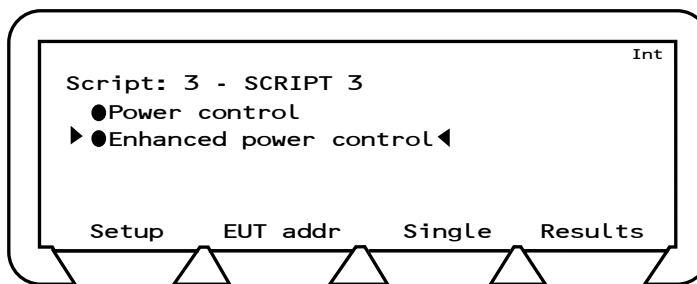 Int
Script: 3 - SCRIPT 3
●Power control
▶ ●Enhanced power control◀
Setup EUT addr Single Results